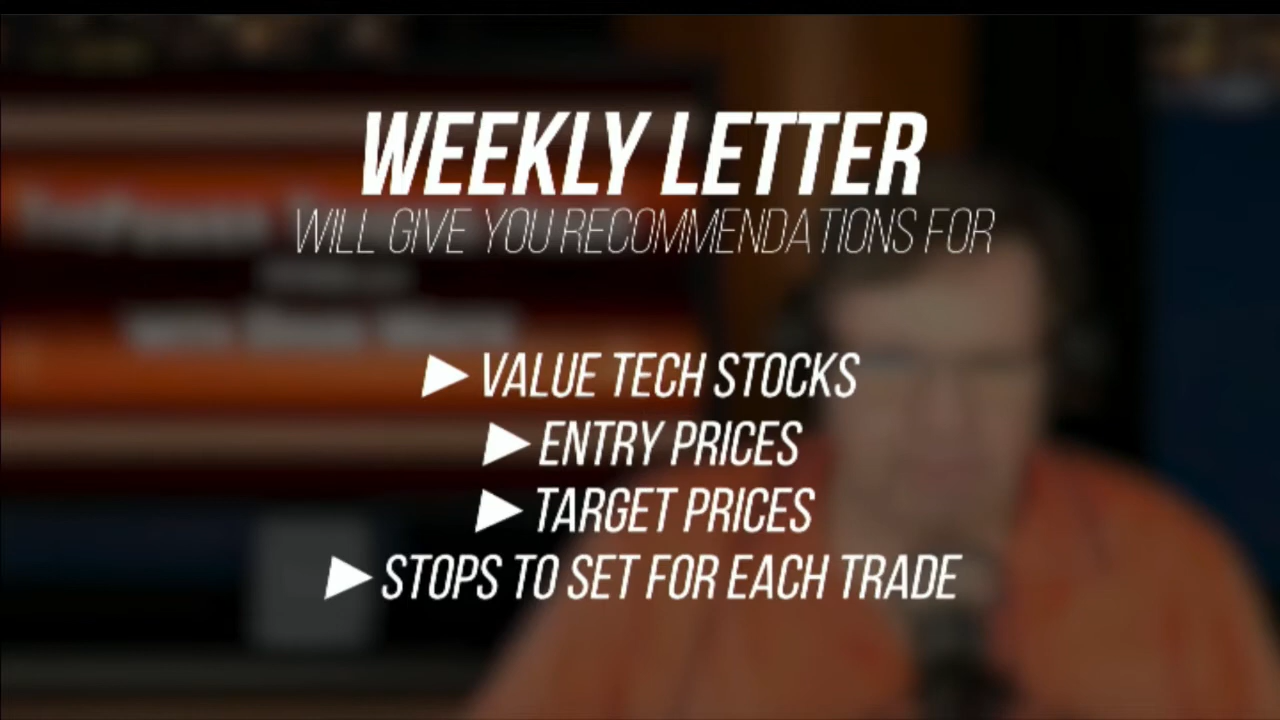 WEEKLY LETTER
WILL GIVE YOU RECOMMENDATIONS FOR
▶ VALUE TECH STOCKS
▶ ENTRY PRICES
▶ TARGET PRICES
▶ STOPS TO SET FOR EACH TRADE